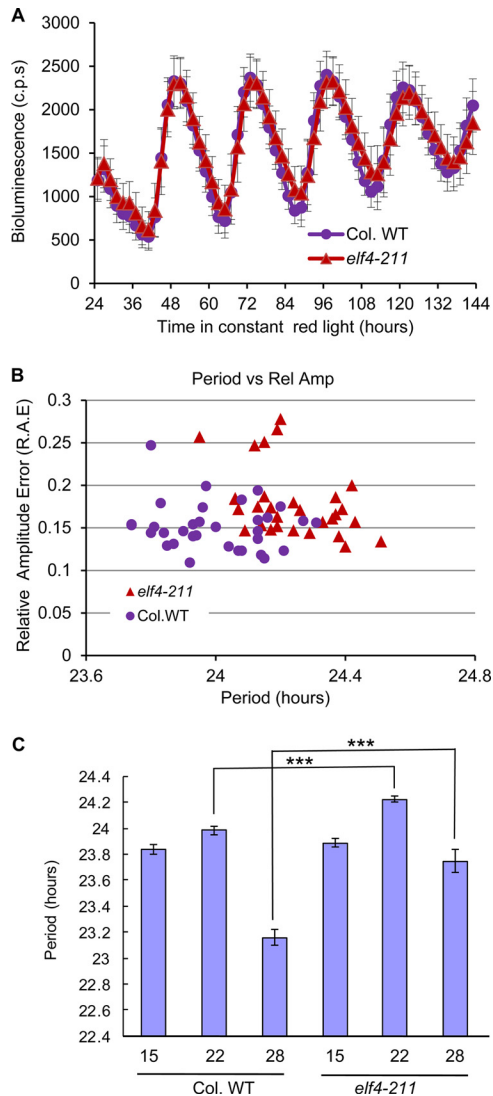 A
Bioluminescence (c.p.s)
3000
2500
2000
1500
1000
500
0
Col. WT
elf4-211
24 36 48 60 72 84 96 108 120 132 144
Time in constant red light (hours)
B
Period vs Rel Amp
Relative Amplitude Error (R.A.E)
0.3
0.25
0.2
0.15
0.1
0.05
0
elf4-211
Col.WT
23.6 24 24.4 24.8
Period (hours)
C
***
***
Period (hours)
24.4
24.2
24
23.8
23.6
23.4
23.2
23
22.8
22.6
22.4
15 22 28 15 22 28
Col. WT elf4-211